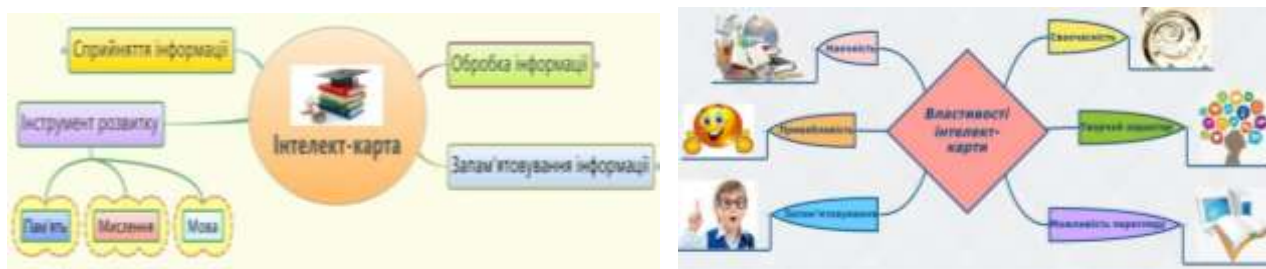 Сприйняття інформації
Обробка інформації
Інструмент розвитку
Інтелект-карта
Запам'ятовування інформації
Пам'ять
Мислення
Мова
Наочність
Своєчасність
Привабливість
Властивості
інтелект-
карти
Творчий характер
Запам'ятовування
Можливість перегляду